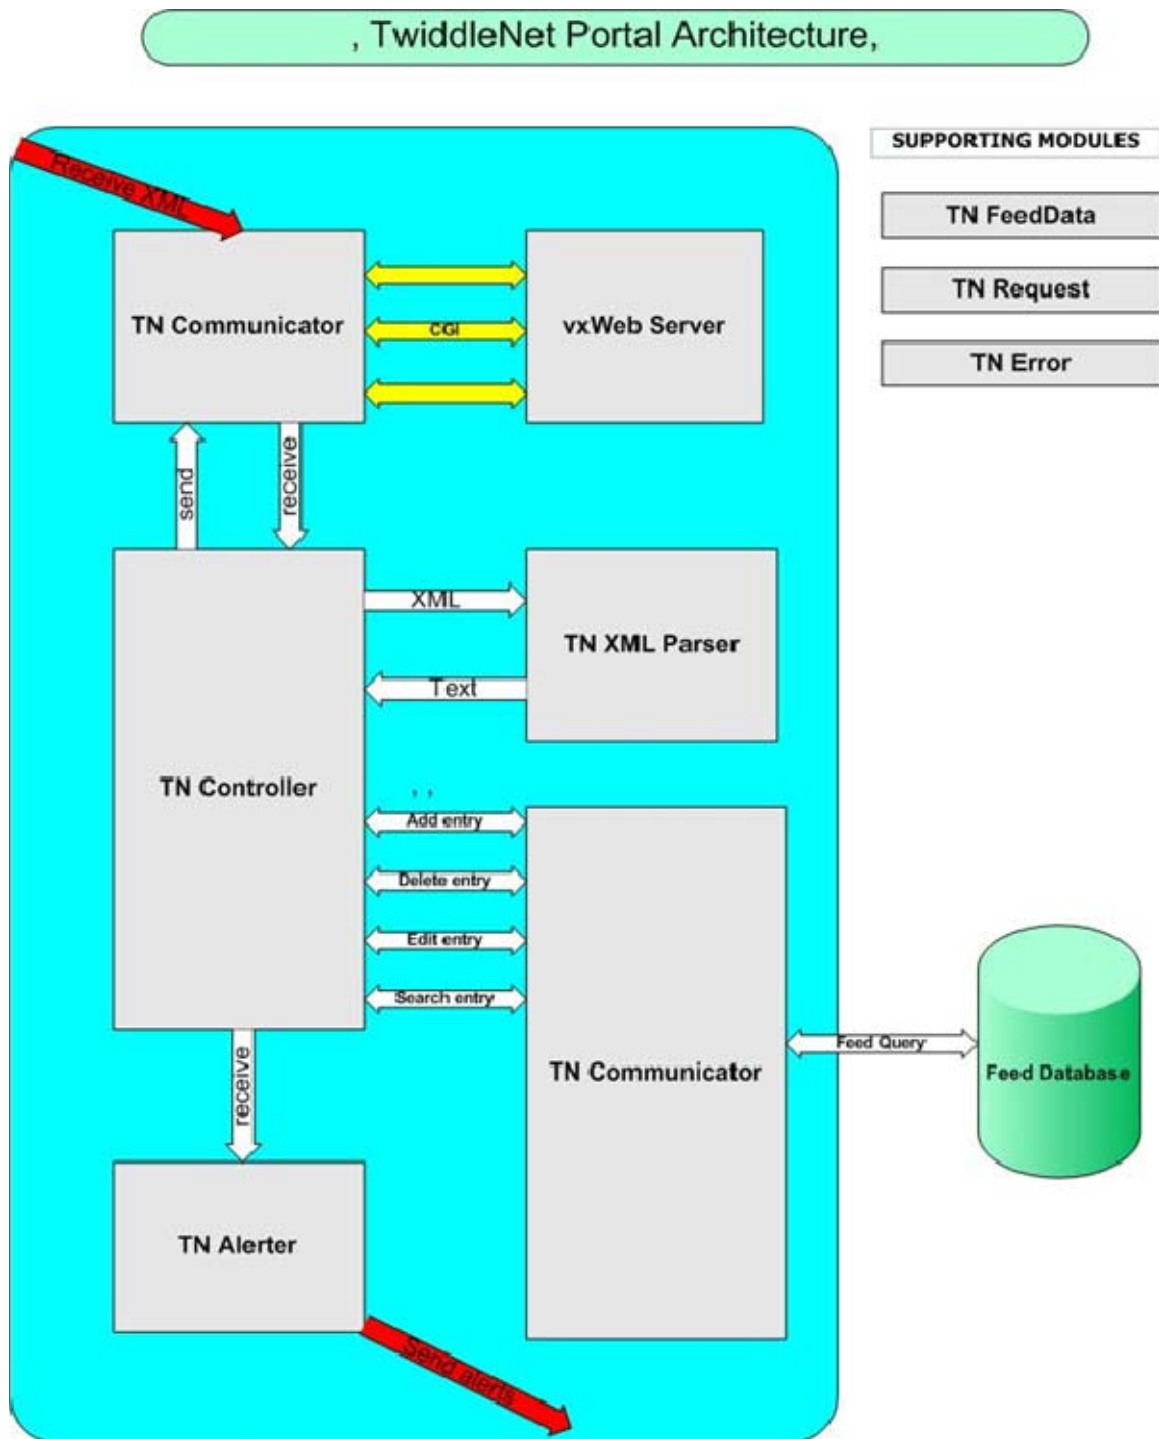 , TwiddleNet Portal Architecture,
SUPPORTING MODULES
TN FeedData
TN Request
TN Error
Receive XML
TN Communicator
CGI
vxWeb Server
send
receive
XML
TN XML Parser
Text
TN Controller
, ,
Add entry
Delete entry
Edit entry
Search entry
TN Communicator
Feed Query
Feed Database
receive
TN Alerter
Send alerts